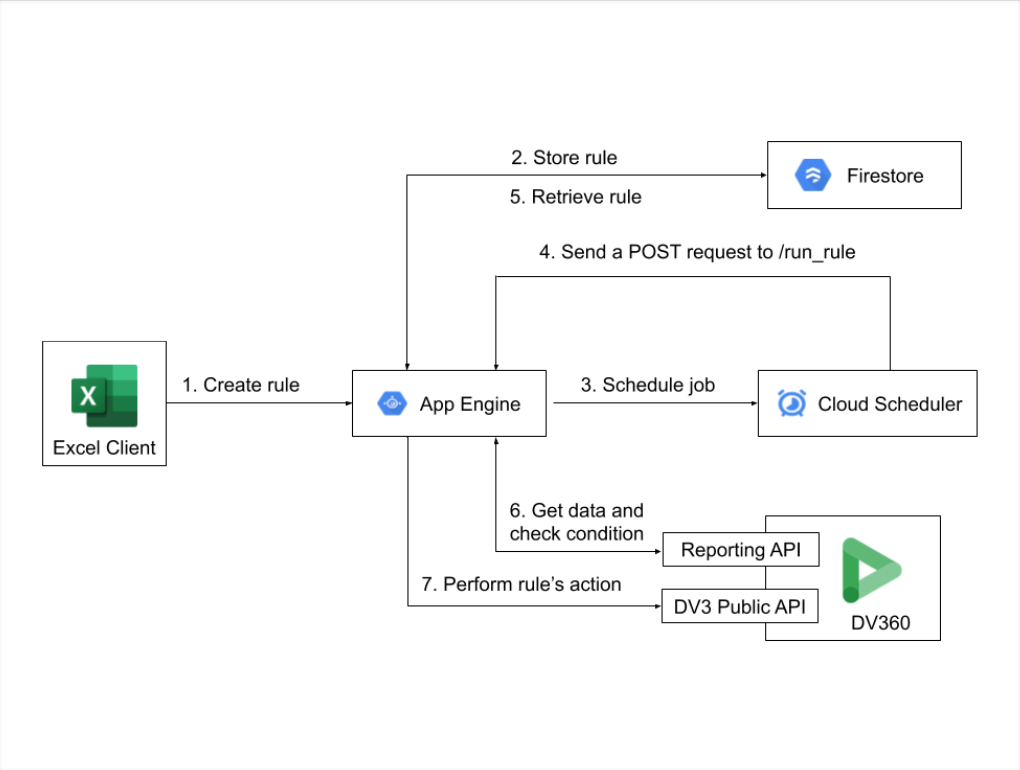 2. Store rule
Firestore
5. Retrieve rule
4. Send a POST request to /run_rule
X
Excel Client
1. Create rule
App Engine
3. Schedule job
Cloud Scheduler
6. Get data and
check condition
Reporting API
7. Perform rule’s action
DV3 Public API
DV360